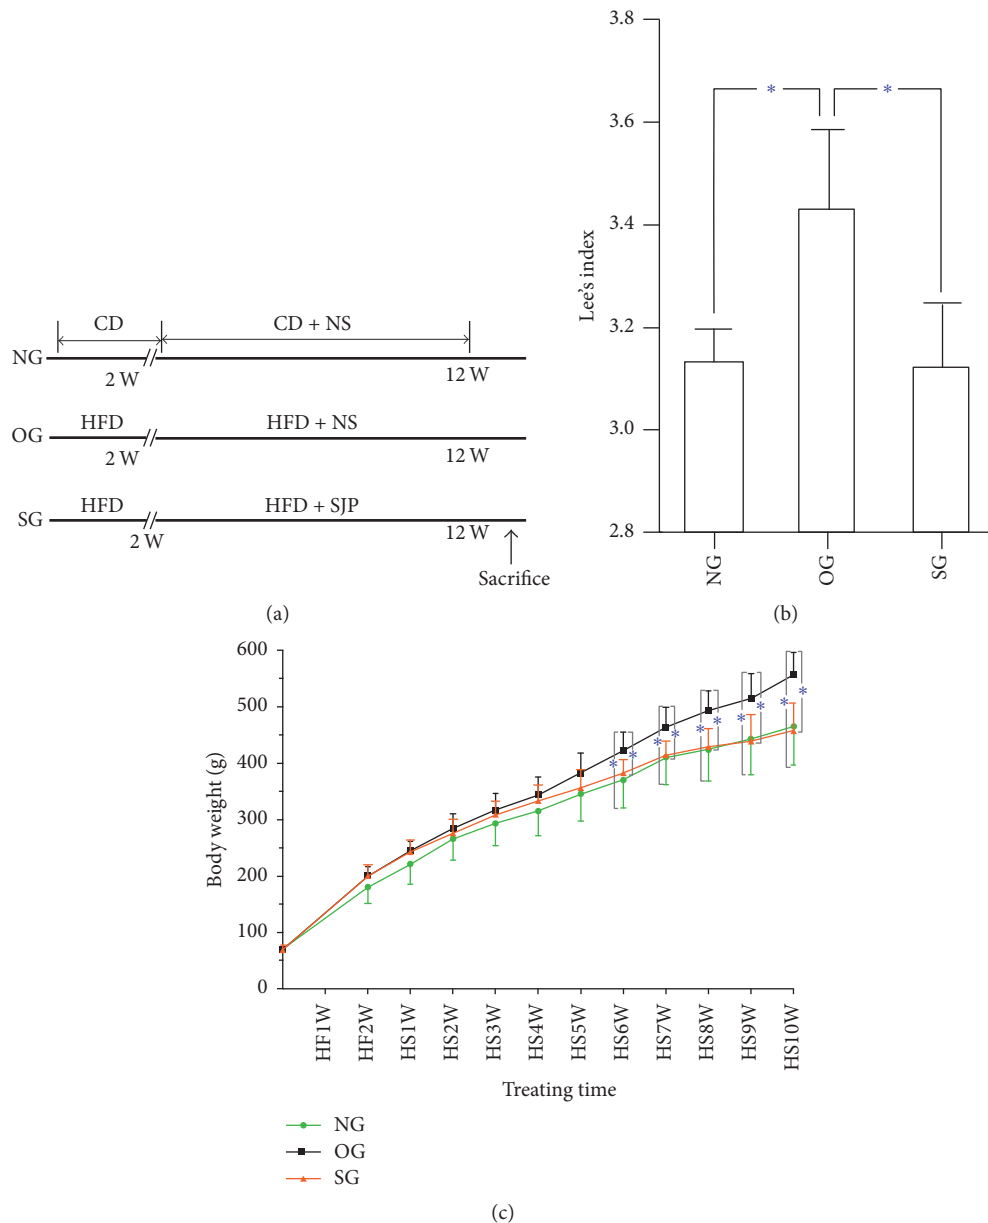 CD
CD + NS
NG
2 W
12 W
HFD
HFD + NS
OG
2 W
12 W
HFD
HFD + SJP
SG
2 W
12 W
Sacrifice
(a)
3.8
3.6
3.4
3.2
3.0
2.8
Lee's index
*
*
NG
OG
SG
(b)
600
500
400
300
200
100
0
Body weight (g)
* * * * * * * * * *
HF1W
HF2W
HS1W
HS2W
HS3W
HS4W
HS5W
HS6W
HS7W
HS8W
HS9W
HS10W
Treating time
NG
OG
SG
(c)